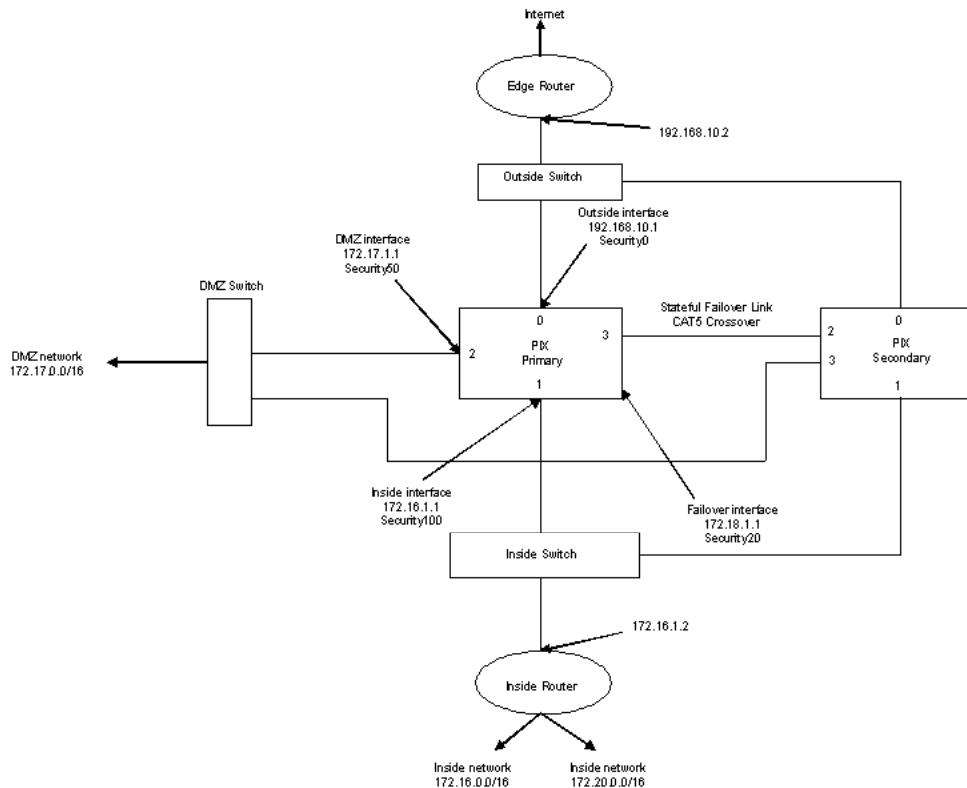 Internet
Edge Router
192.168.10.2
Outside Switch
Outside interface
192.168.10.1
Security0
DMZ interface
172.17.1.1
Security50
DMZ Switch
Stateful Failover Link
CAT5 Crossover
0
0
3
2
PIX
Primary
2
PIX
Secondary
3
1
1
DMZ network
172.17.0.0/16
Inside interface
172.16.1.1
Security100
Failover interface
172.18.1.1
Security20
Inside Switch
172.16.1.2
Inside Router
Inside network
172.16.0.0/16
Inside network
172.20.0.0/16